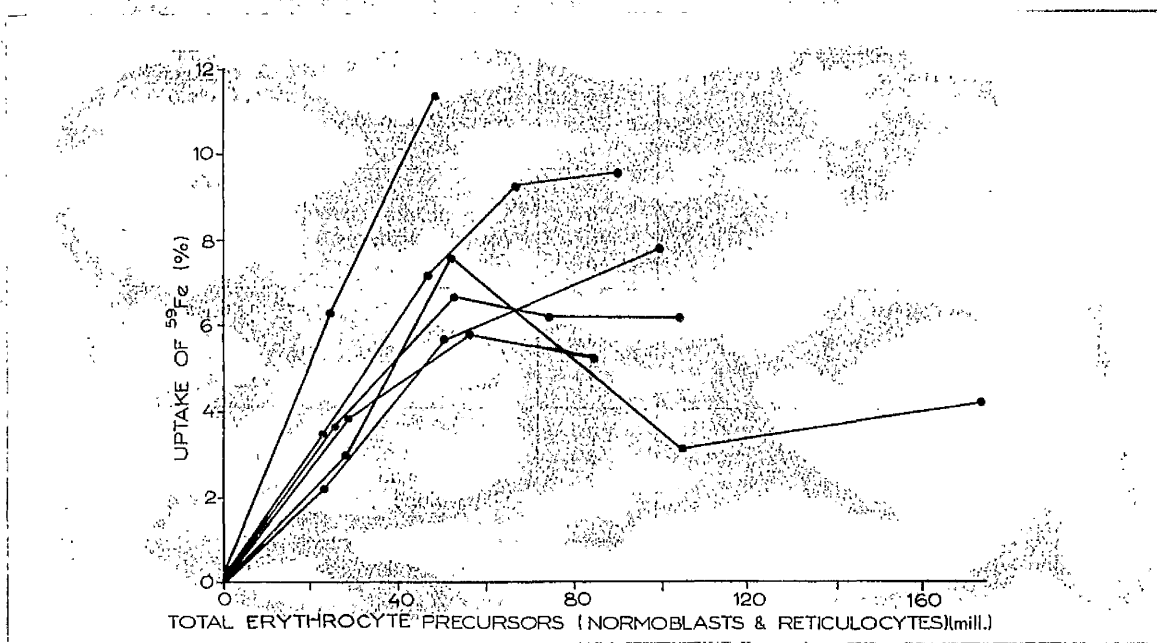 12
10
8
6
4
2
0
UPTAKE OF ⁵⁹Fe (%)
0 40 80 120 160
TOTAL ERYTHROCYTE PRECURSORS (NORMOBLASTS & RETICULOCYTES)(mill.)